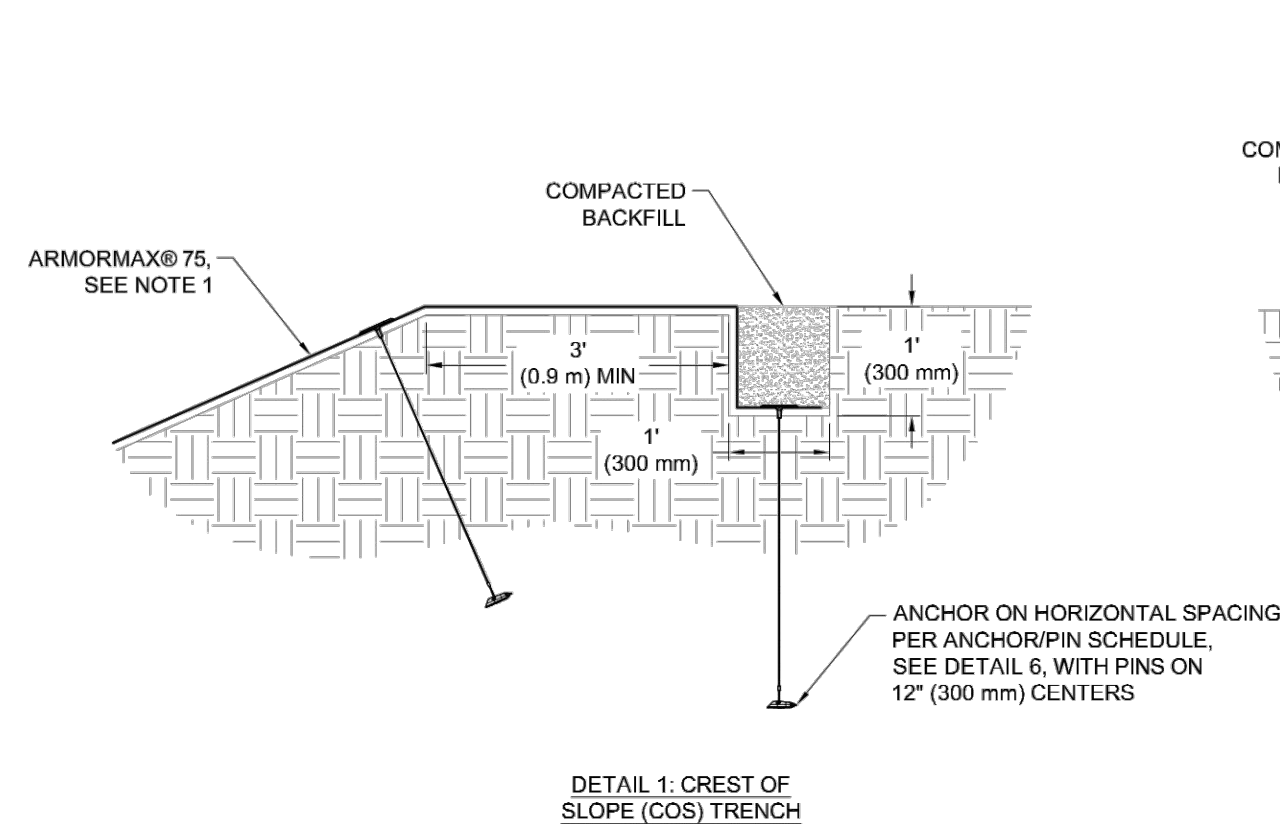 COMPACTED
BACKFILL
ARMORMAX® 75,
SEE NOTE 1
3'
(0.9 m) MIN
1'
(300 mm)
1'
(300 mm)
ANCHOR ON HORIZONTAL SPACING
PER ANCHOR/PIN SCHEDULE,
SEE DETAIL 6, WITH PINS ON
12" (300 mm) CENTERS
DETAIL 1: CREST OF
SLOPE (COS) TRENCH